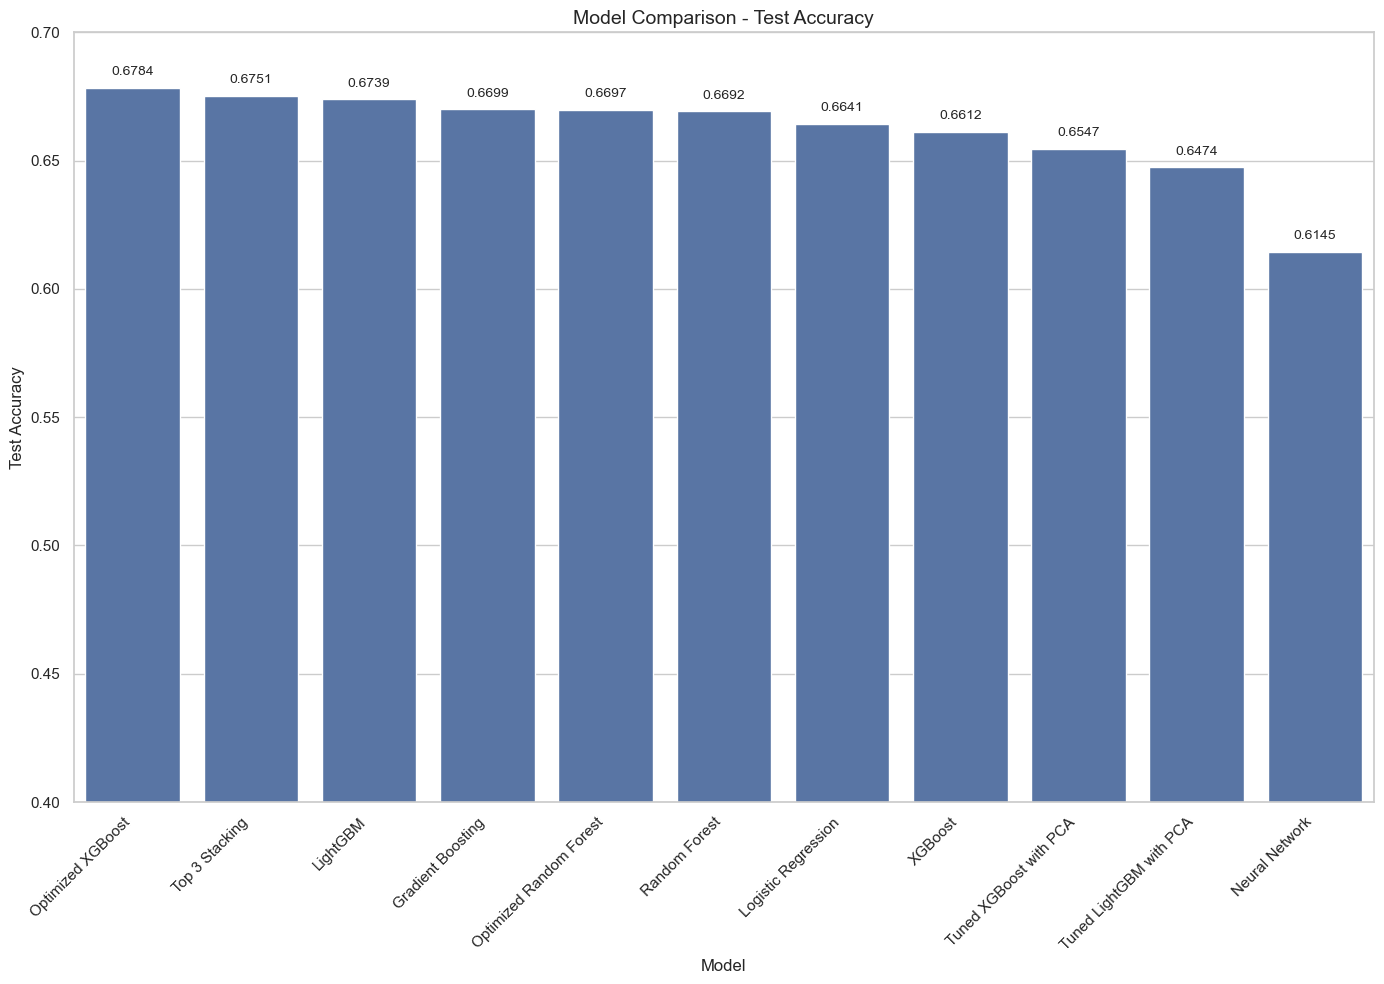 Model Comparison - Test Accuracy
0.70
0.65
0.60
0.55
0.50
0.45
0.40
Test Accuracy
0.6784
0.6751
0.6739
0.6699
0.6697
0.6692
0.6641
0.6612
0.6547
0.6474
0.6145
Optimized XGBoost
Top 3 Stacking
LightGBM
Gradient Boosting
Optimized Random Forest
Random Forest
Logistic Regression
XGBoost
Tuned XGBoost with PCA
Tuned LightGBM with PCA
Neural Network
Model